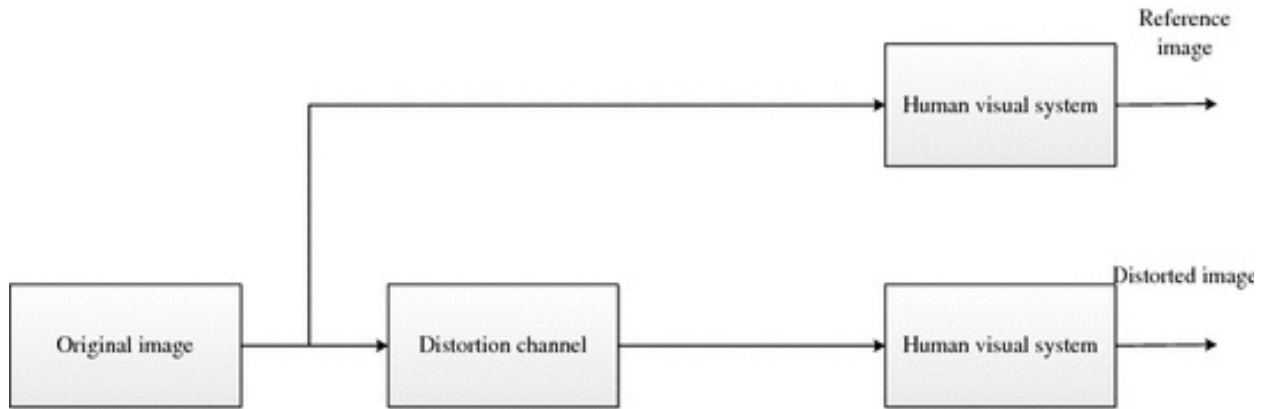 Reference
image
Human visual system
Distorted image
Original image
Distortion channel
Human visual system